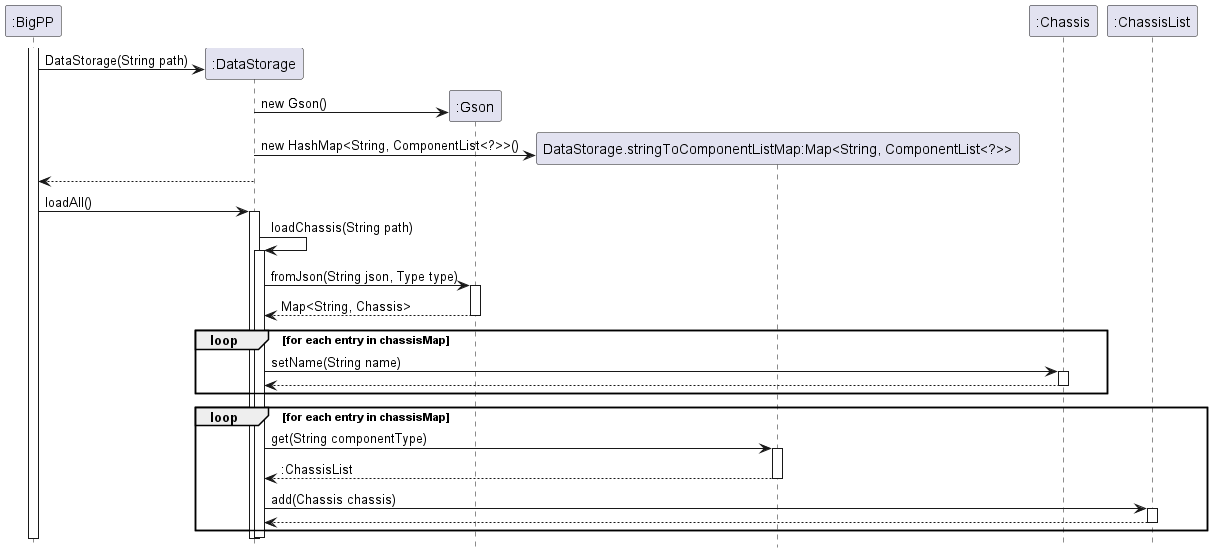 :BigPP
:Chassis
:ChassisList
DataStorage(String path)
:DataStorage
new Gson()
:Gson
new HashMap<String, ComponentList<?>>()
DataStorage.stringToComponentListMap:Map<String, ComponentList<?>>
loadAll()
loadChassis(String path)
fromJson(String json, Type type)
Map<String, Chassis>
loop
[for each entry in chassisMap]
setName(String name)
loop
[for each entry in chassisMap]
get(String componentType)
:ChassisList
add(Chassis chassis)